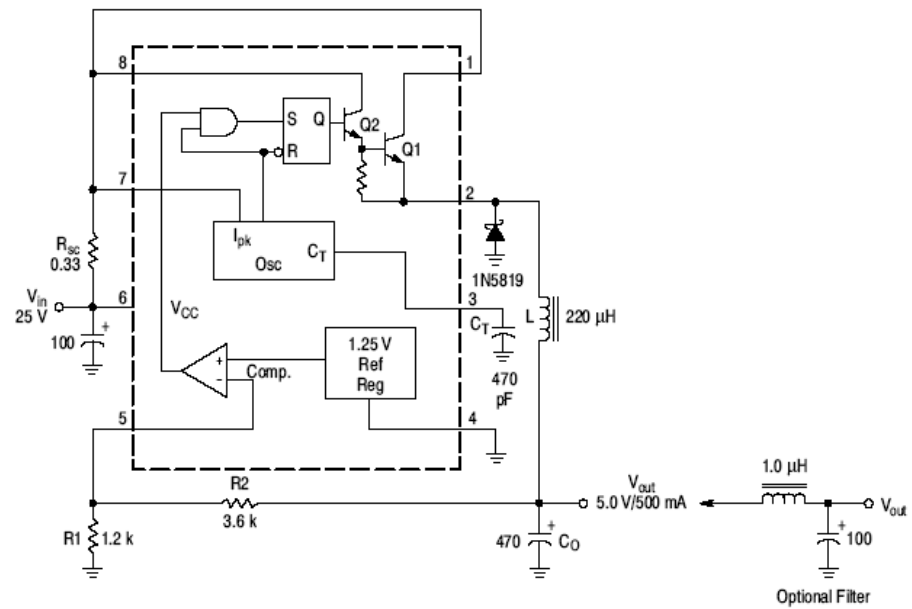 8
1
S Q
Q2
R
Q1
7
2
Rsc
0.33
Ipk
CT
Osc
1N5819
Vin
25 V
6
3
VCC
CT
L
220 µH
100
+
1.25 V
Ref
Reg
470
pF
+
−
Comp.
5
4
R2
3.6 k
Vout
5.0 V/500 mA
1.0 µH
Vout
R1
1.2 k
470
+
CO
+
100
Optional Filter